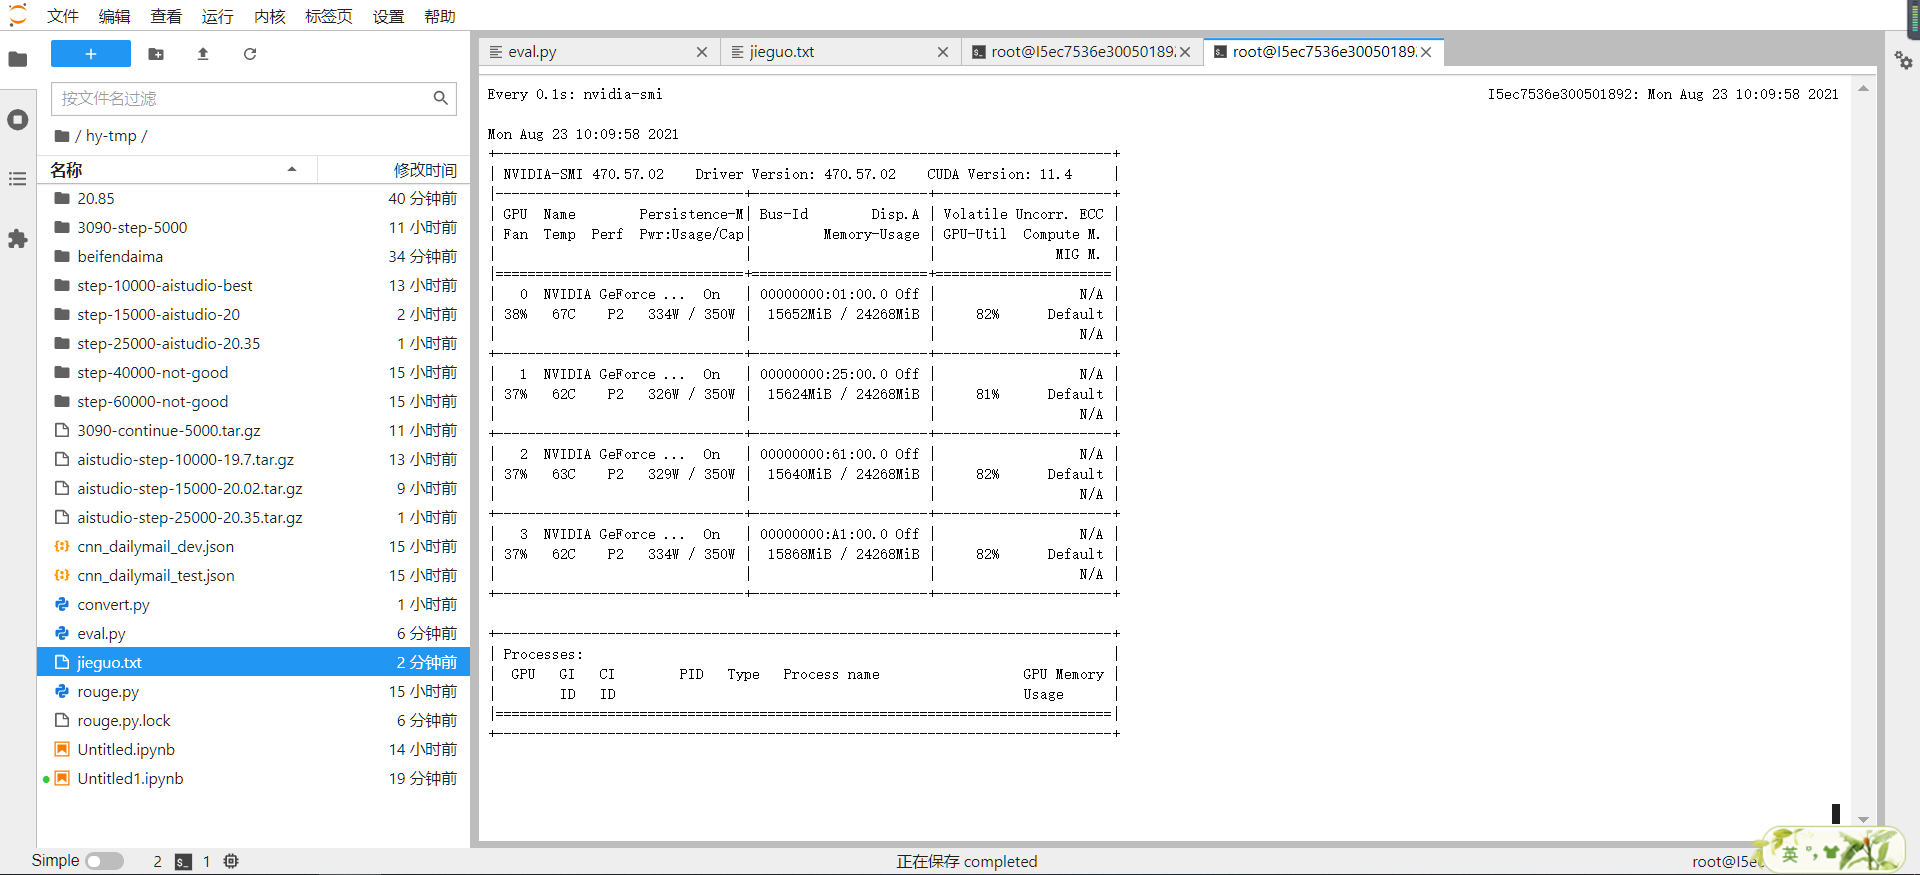 文件 编辑 查看 运行 内核 标签页 设置 帮助
+
按文件名过滤
/ hy-tmp /
名称 修改时间
20.85 40 分钟前
3090-step-5000 11 小时前
beifendaima 34 分钟前
step-10000-aistudio-best 13 小时前
step-15000-aistudio-20 2 小时前
step-25000-aistudio-20.35 1 小时前
step-40000-not-good 15 小时前
step-60000-not-good 15 小时前
3090-continue-5000.tar.gz 11 小时前
aistudio-step-10000-19.7.tar.gz 13 小时前
aistudio-step-15000-20.02.tar.gz 9 小时前
aistudio-step-25000-20.35.tar.gz 1 小时前
cnn_dailymail_dev.json 15 小时前
cnn_dailymail_test.json 15 小时前
convert.py 1 小时前
eval.py 6 分钟前
jieguo.txt 2 分钟前
rouge.py 15 小时前
rouge.py.lock 6 分钟前
Untitled.ipynb 14 小时前
Untitled1.ipynb 19 分钟前
eval.py jieguo.txt root@I5ec7536e300501892 root@I5ec7536e300501892
Every 0.1s: nvidia-smi I5ec7536e300501892: Mon Aug 23 10:09:58 2021
Mon Aug 23 10:09:58 2021
NVIDIA-SMI 470.57.02 Driver Version: 470.57.02 CUDA Version: 11.4
GPU Name Persistence-M| Bus-Id Disp.A | Volatile Uncorr. ECC
Fan Temp Perf Pwr:Usage/Cap| Memory-Usage | GPU-Util Compute M.
MIG M.
0 NVIDIA GeForce ... On | 00000000:01:00.0 Off | N/A
38% 67C P2 334W / 350W | 15652MiB / 24268MiB | 82% Default
N/A
1 NVIDIA GeForce ... On | 00000000:25:00.0 Off | N/A
37% 62C P2 326W / 350W | 15624MiB / 24268MiB | 81% Default
N/A
2 NVIDIA GeForce ... On | 00000000:61:00.0 Off | N/A
37% 63C P2 329W / 350W | 15640MiB / 24268MiB | 82% Default
N/A
3 NVIDIA GeForce ... On | 00000000:A1:00.0 Off | N/A
37% 62C P2 334W / 350W | 15868MiB / 24268MiB | 82% Default
N/A
Processes:
GPU GI CI PID Type Process name GPU Memory
ID ID Usage
Simple 2 1 正在保存 completed root@I5ec
英